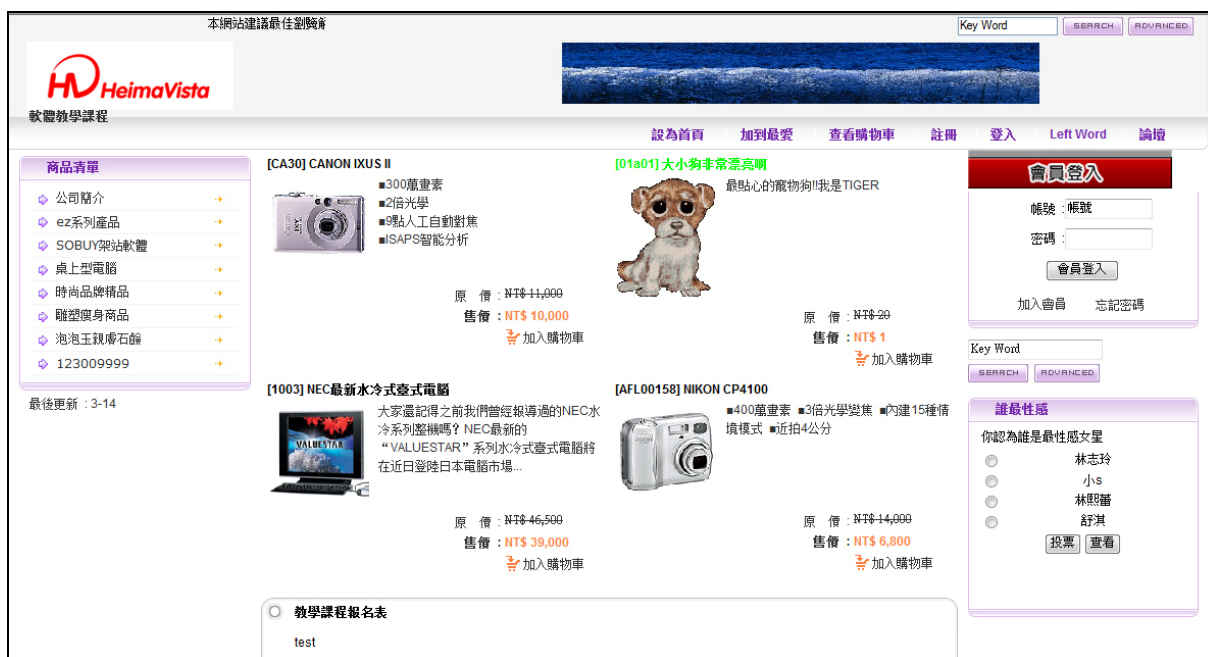 本網站建議最佳瀏覽解
Key Word
SEARCH
ADVANCED
HeimaVista
軟體教學課程
設為首頁
加到最愛
查看購物車
註冊
登入
Left Word
論壇
商品清單
公司簡介
ez系列產品
SOBUY架站軟體
桌上型電腦
時尚品牌精品
雕塑瘦身商品
泡泡玉親膚石鹼
123009999
最後更新 :3-14
[CA30] CANON IXUS II
■300萬畫素
■2倍光學
■9點人工自動對焦
■ISAPS智能分析
原 價 : NT$ 11,000
售價 : NT$ 10,000
加入購物車
[01a01] 大小狗非常漂亮啊
最貼心的寵物狗!!我是TIGER
原 價 : NT$ 20
售價 : NT$ 1
加入購物車
[1003] NEC最新水冷式臺式電腦
大家還記得之前我們曾經報導過的NEC水
冷系列整機嗎? NEC最新的
“VALUESTAR”系列水冷式臺式電腦將
在近日登陸日本電腦市場...
VALUESTAR
原 價 : NT$ 46,500
售價 : NT$ 39,000
加入購物車
[AFL00158] NIKON CP4100
■400萬畫素 ■3倍光學變焦 ■內建15種情
境模式 ■近拍4公分
原 價 : NT$ 14,000
售價 : NT$ 6,800
加入購物車
教學課程報名表
test
會員登入
帳號 : 帳號
密碼 :
會員登入
加入會員
忘記密碼
Key Word
SEARCH
ADVANCED
誰最性感
你認為誰是最性感女星
林志玲
小s
林熙蕾
舒淇
投票
查看